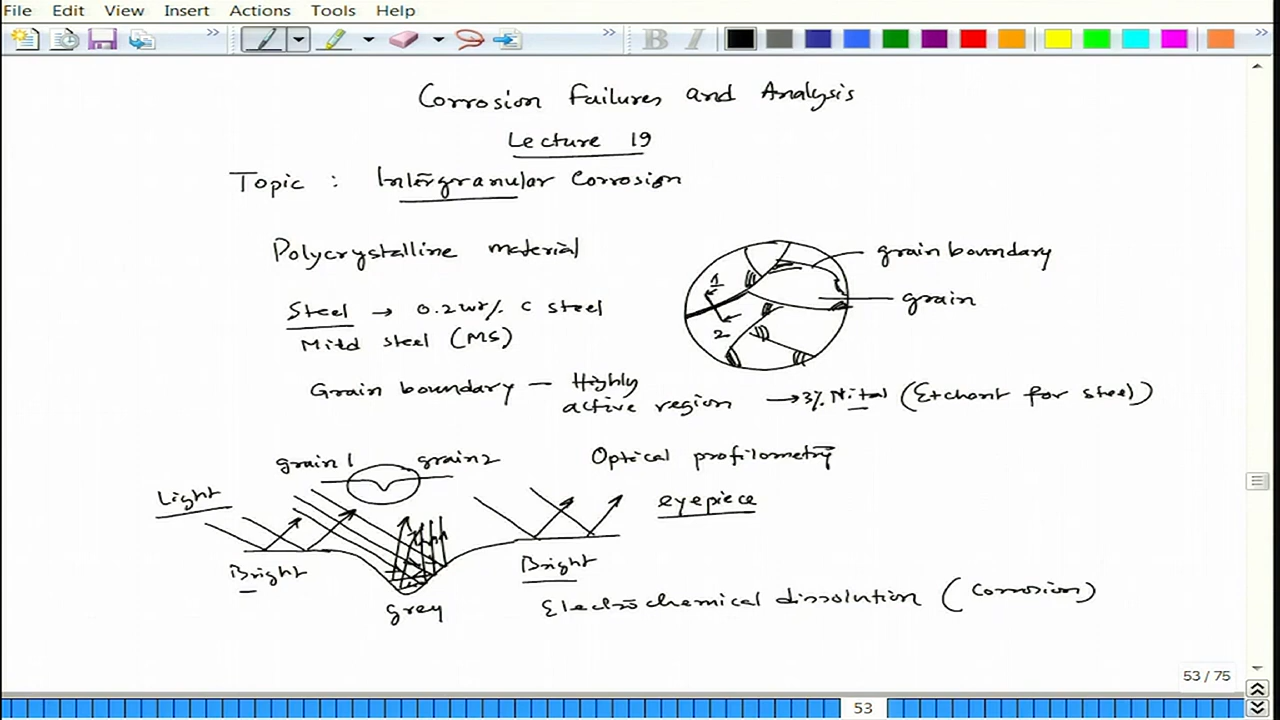 File Edit View Insert Actions Tools Help
Corrosion Failures and Analysis
Lecture 19
Topic : Intergranular Corrosion
Polycrystalline material
grain boundary
grain
1
2
Steel → 0.2 wt% C steel
Mild steel (MS)
Grain boundary — Highly active region → 3% Nital (Etchant for steel)
grain 1 grain 2
Optical profilometry
Light
eyepiece
Bright
Bright
grey
Electrochemical dissolution (Corrosion)
53 / 75
53